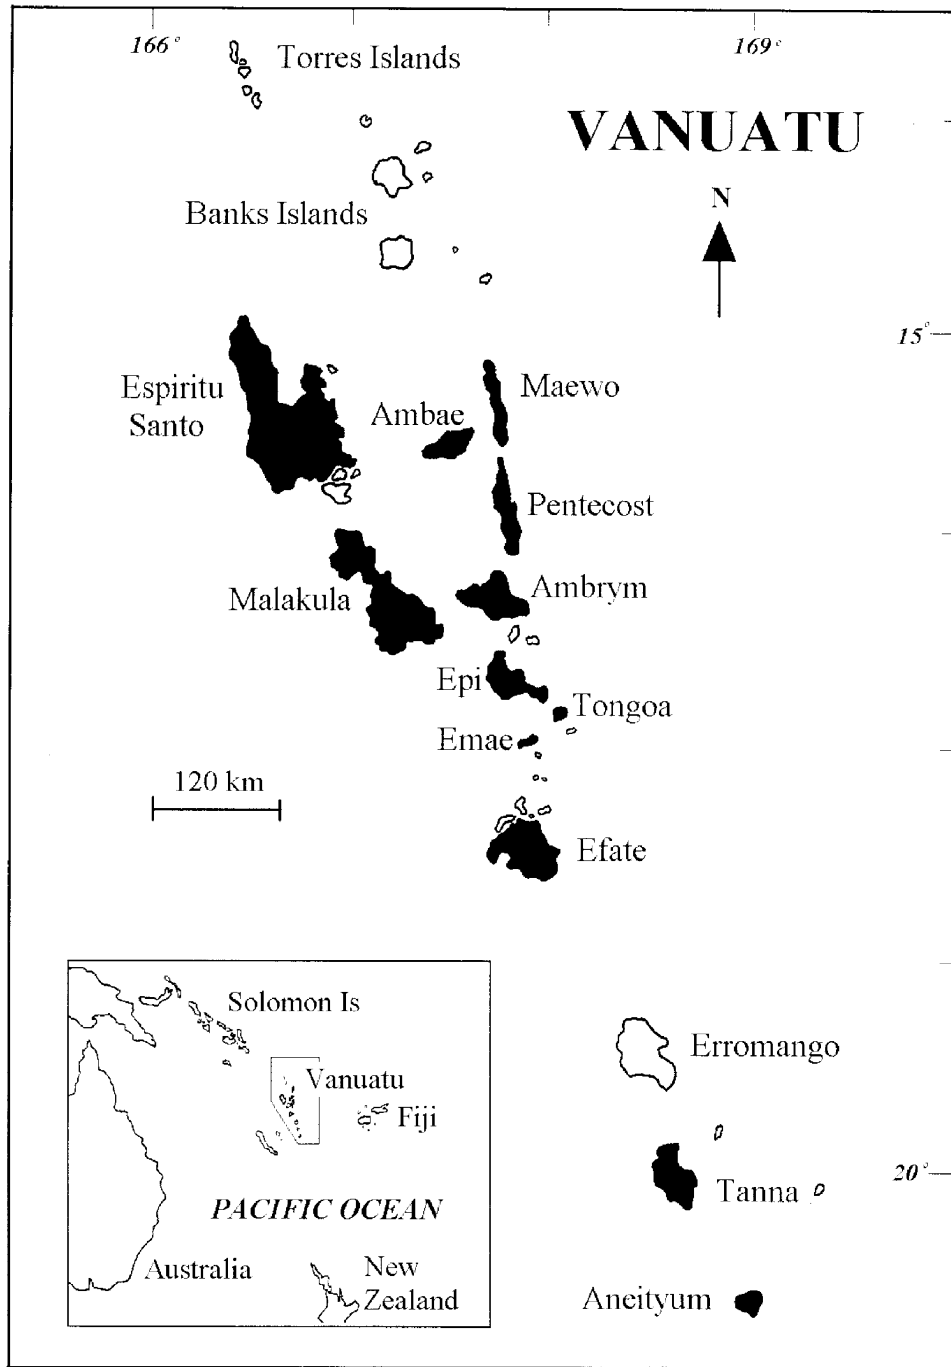 166°
169°
Torres Islands
VANUATU
N
Banks Islands
15°
Espiritu
Santo
Ambae
Maewo
Pentecost
Malakula
Ambrym
Epi
Tongoa
Emae
120 km
Efate
Solomon Is
Vanuatu
Fiji
PACIFIC OCEAN
Australia
New
Zealand
Erromango
20°
Tanna
Aneityum